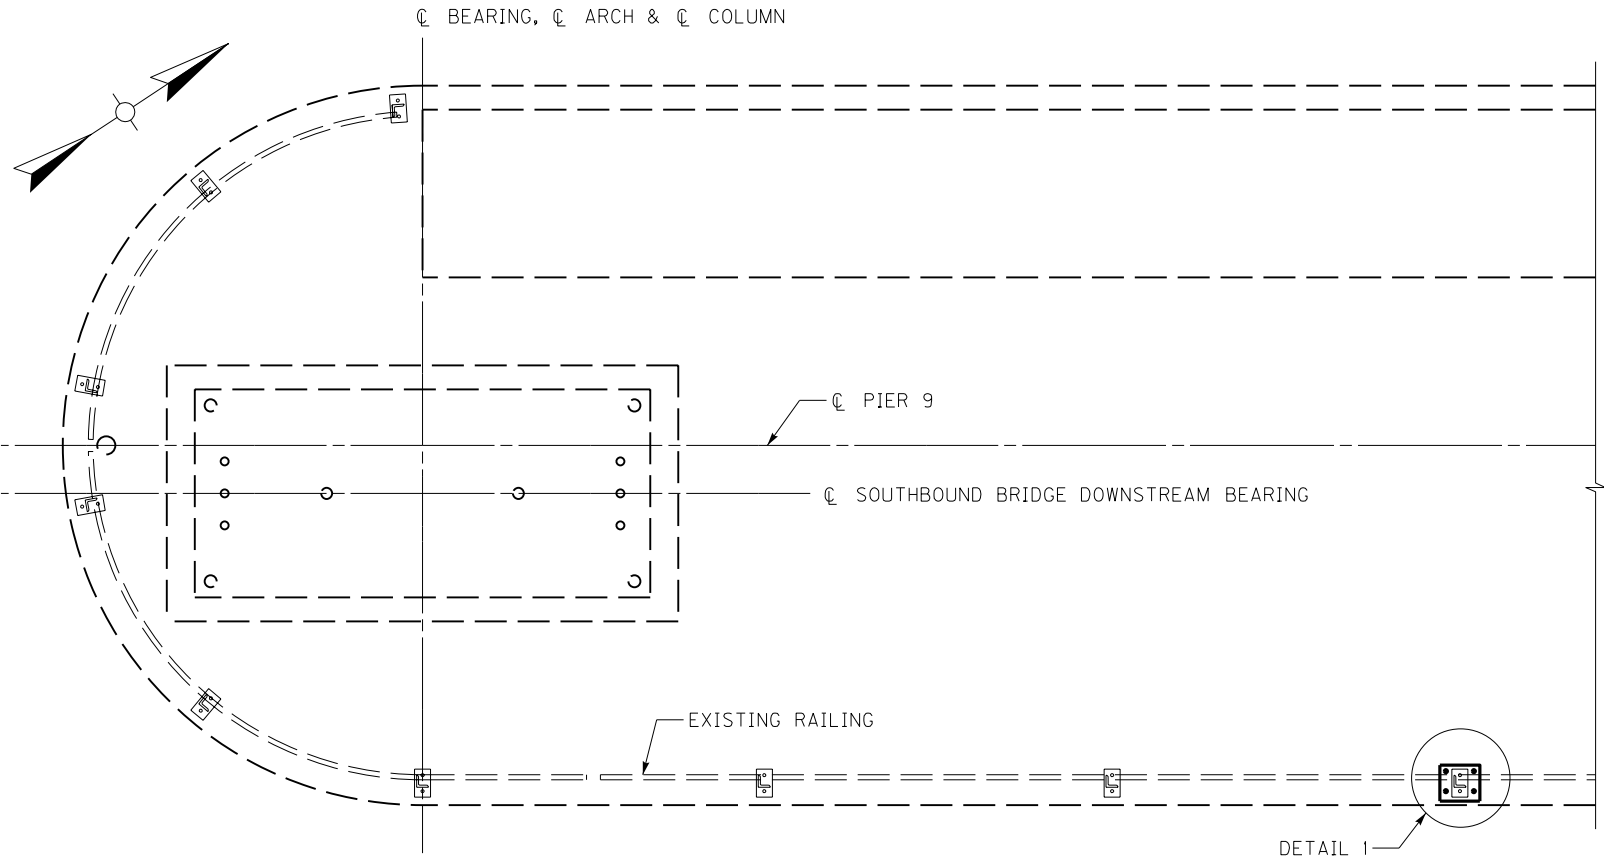 ℄ BEARING, ℄ ARCH & ℄ COLUMN
℄ PIER 9
℄ SOUTHBOUND BRIDGE DOWNSTREAM BEARING
EXISTING RAILING
DETAIL 1